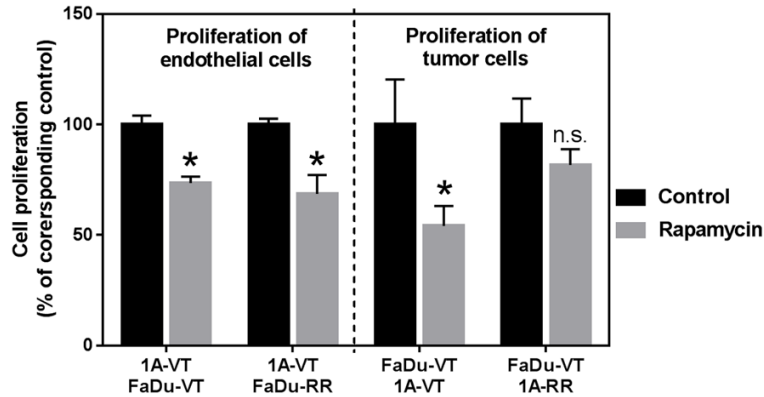 Cell proliferation
(% of corersponding control)
150
100
50
0
Proliferation of
endothelial cells
Proliferation of
tumor cells
*
*
*
n.s.
Control
Rapamycin
1A-VT
FaDu-VT
1A-VT
FaDu-RR
FaDu-VT
1A-VT
FaDu-VT
1A-RR